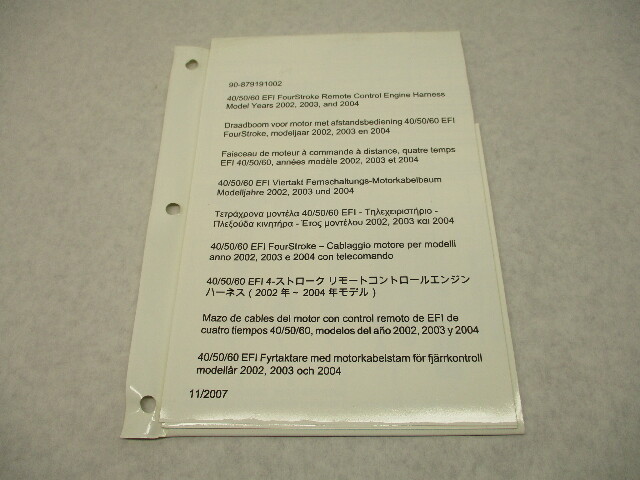 90-879191002
40/50/60 EFI FourStroke Remote Control Engine Harness
Model Years 2002, 2003, and 2004
Draadboom voor motor met afstandsbediening 40/50/60 EFI
FourStroke, modeljaar 2002, 2003 en 2004
Faisceau de moteur à commande à distance, quatre temps
EFI 40/50/60, années modèle 2002, 2003 et 2004
40/50/60 EFI Viertakt Fernschaltungs-Motorkabelbaum
Modelljahre 2002, 2003 und 2004
Τετράχρονα μοντέλα 40/50/60 EFI - Τηλεχειριστήριο -
Πλεξούδα κινητήρα - Έτος μοντέλου 2002, 2003 και 2004
40/50/60 EFI FourStroke – Cablaggio motore per modelli
anno 2002, 2003 e 2004 con telecomando
40/50/60 EFI 4-ストローク リモートコントロールエンジン
ハーネス ( 2002 年 ~ 2004 年モデル )
Mazo de cables del motor con control remoto de EFI de
cuatro tiempos 40/50/60, modelos del año 2002, 2003 y 2004
40/50/60 EFI Fyrtaktare med motorkabelstam för fjärrkontroll
modellår 2002, 2003 och 2004
11/2007